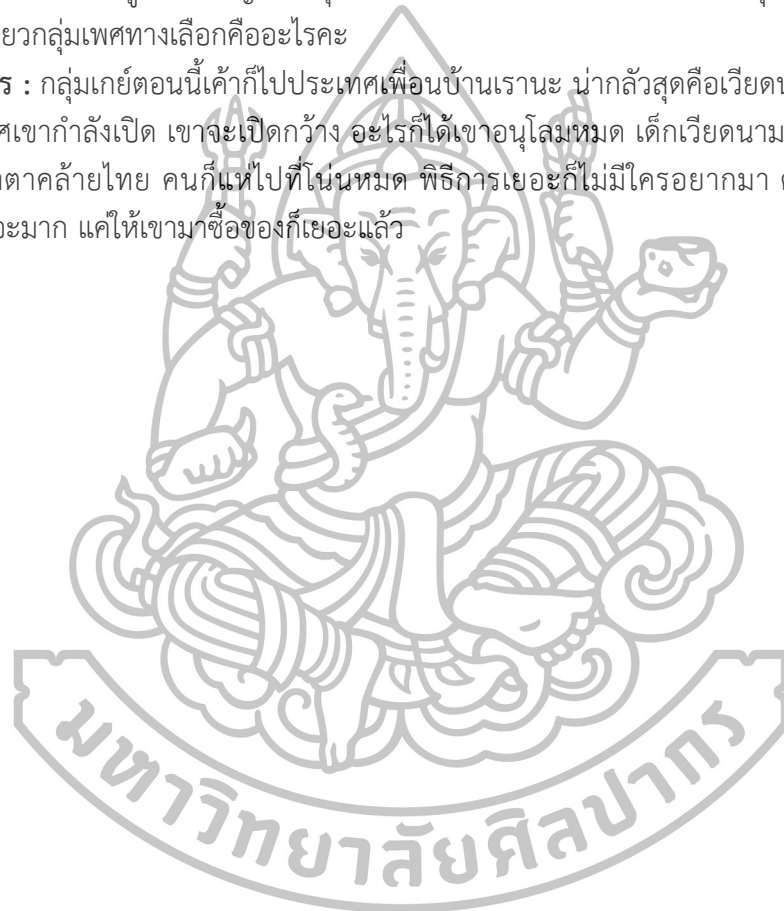 ยวกลุ่มเพศทางเลือกคืออะไรคะ
ร : กลุ่มเกย์ตอนนี้เค้าก็ไปประเทศเพื่อนบ้านเรานะ น่ากลัวสุดคือเวียดน
ศเขากำลังเปิด เขาจะเปิดกว้าง อะไรก็ได้เขาอนุโลมหมด เด็กเวียดนาม
าตาคล้ายไทย คนก็แห่ไปที่โน่นหมด พิธีการเยอะก็ไม่มีใครอยากมา
อะมาก แค่ให้เขามาซื้อของก็เยอะแล้ว
มหาวิทยาลัยศิลปากร